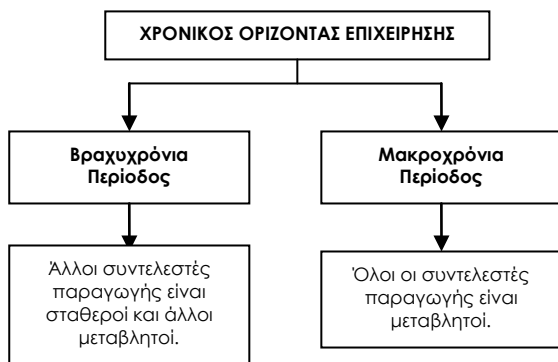 ΧΡΟΝΙΚΟΣ ΟΡΙΖΟΝΤΑΣ ΕΠΙΧΕΙΡΗΣΗΣ
Βραχυχρόνια
Περίοδος
Μακροχρόνια
Περίοδος
Άλλοι συντελεστές
παραγωγής είναι
σταθεροί και άλλοι
μεταβλητοί.
Όλοι οι συντελεστές
παραγωγής είναι
μεταβλητοί.